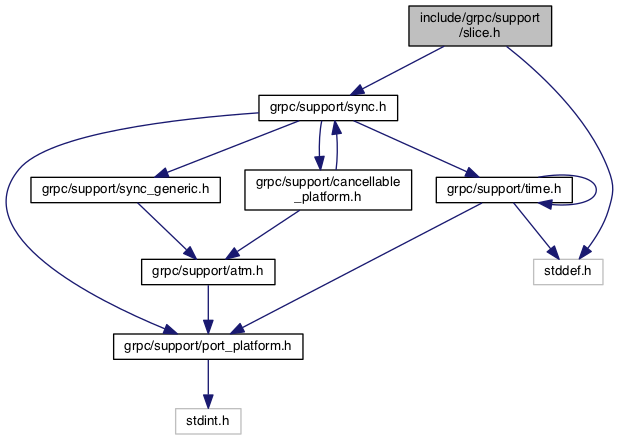 include/grpc/support
/slice.h
grpc/support/sync.h
grpc/support/sync_generic.h
grpc/support/cancellable
_platform.h
grpc/support/time.h
grpc/support/atm.h
stddef.h
grpc/support/port_platform.h
stdint.h